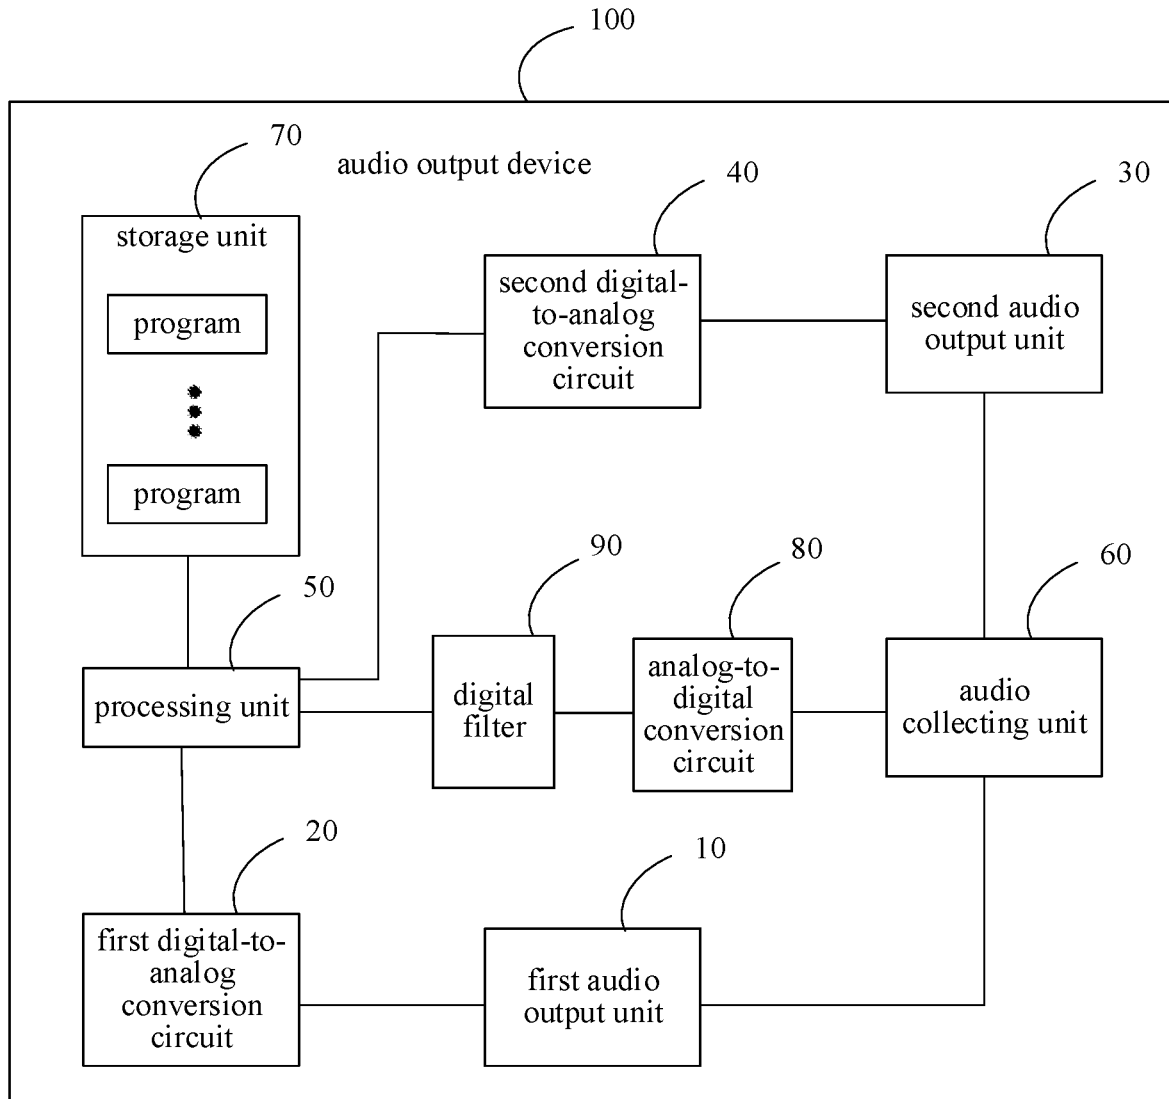 100
70
audio output device
40
30
storage unit
program
program
second digital-
to-analog
conversion
circuit
second audio
output unit
50
90
80
60
processing unit
digital
filter
analog-to-
digital
conversion
circuit
audio
collecting unit
20
10
first digital-to-
analog
conversion
circuit
first audio
output unit